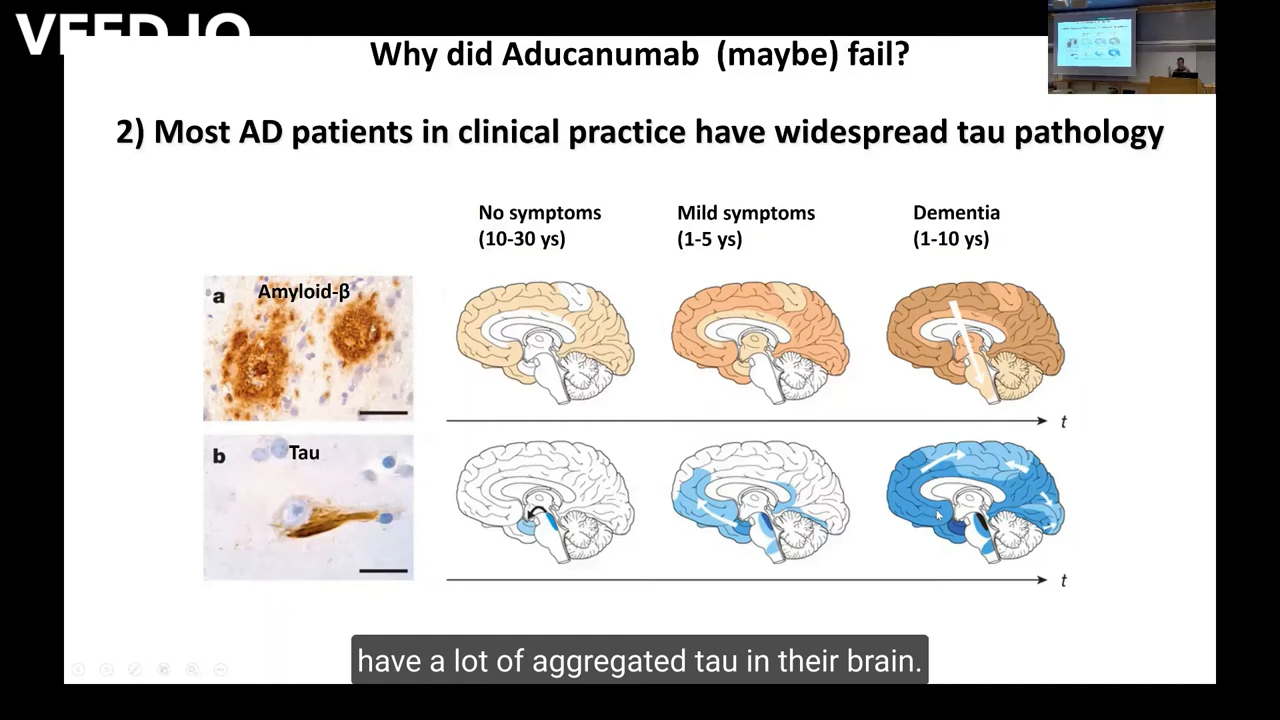 VEED.IO
Why did Aducanumab (maybe) fail?
2) Most AD patients in clinical practice have widespread tau pathology
No symptoms
(10-30 ys)
Mild symptoms
(1-5 ys)
Dementia
(1-10 ys)
a
Amyloid-β
t
b
Tau
t
have a lot of aggregated tau in their brain.